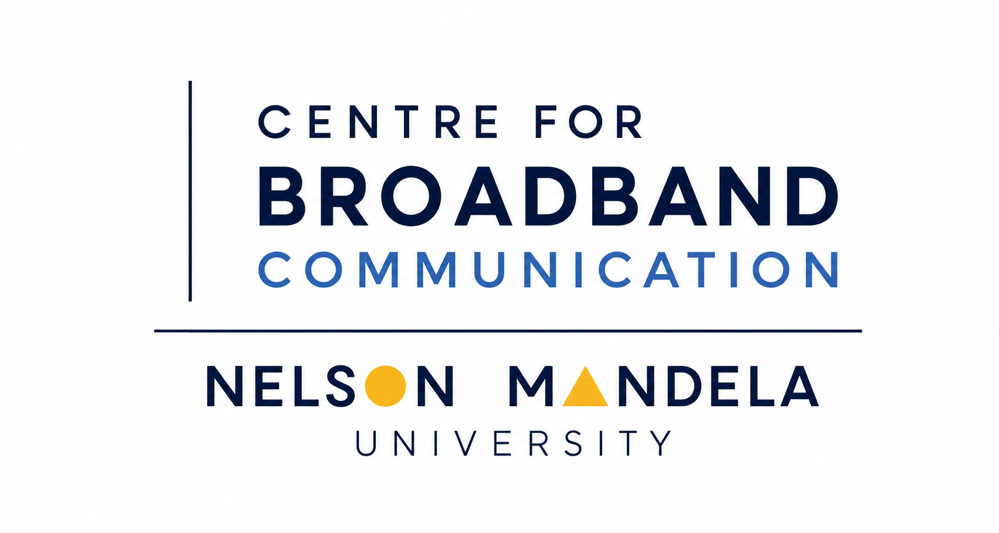 CENTRE FOR
BROADBAND
COMMUNICATION
NELSON MANDELA
UNIVERSITY